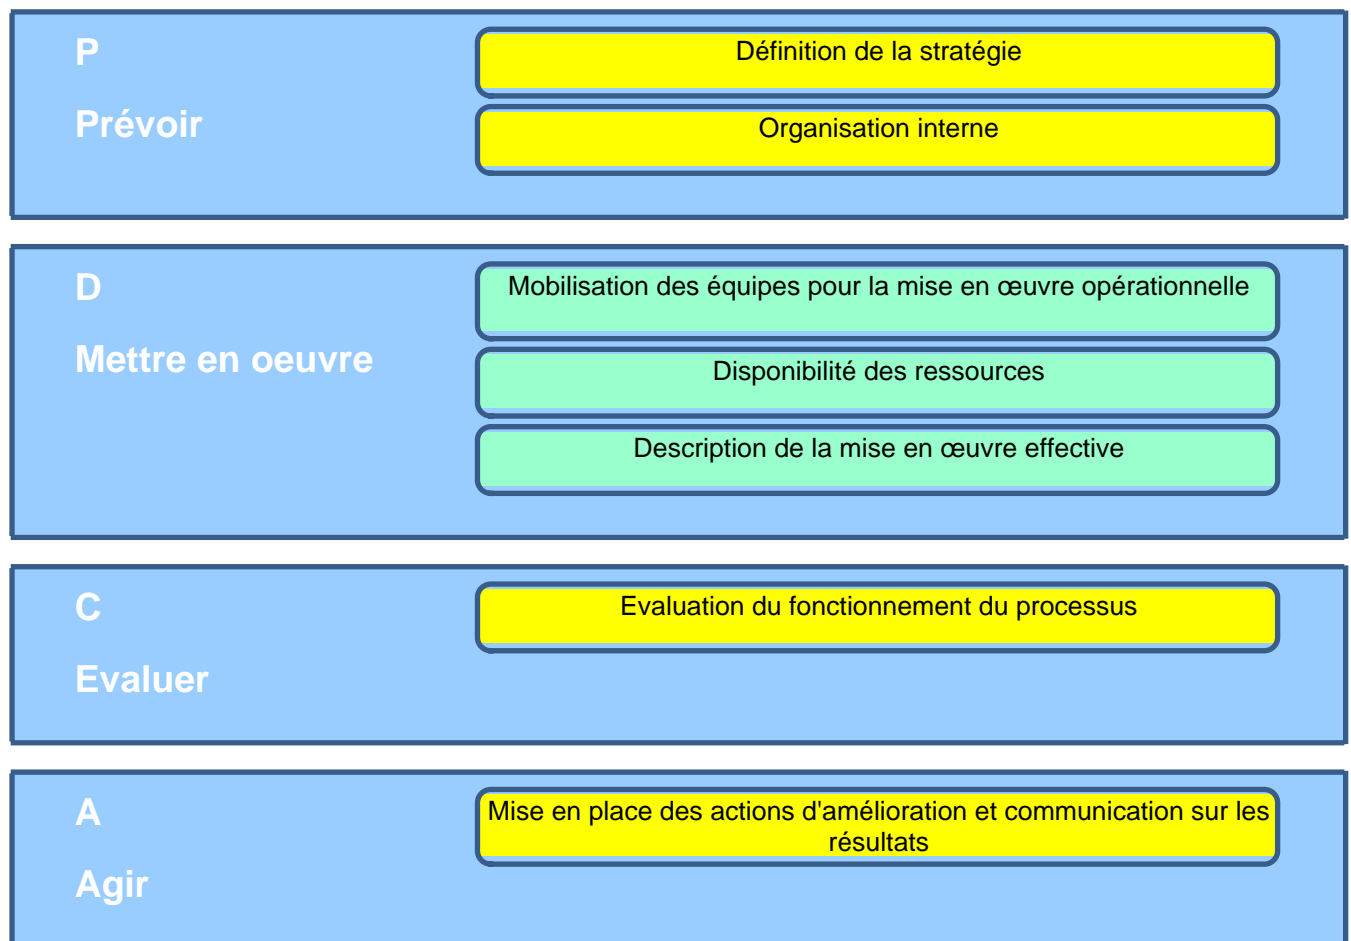 P
Prévoir
Définition de la stratégie
Organisation interne
D
Mettre en oeuvre
Mobilisation des équipes pour la mise en œuvre opérationnelle
Disponibilité des ressources
Description de la mise en œuvre effective
C
Evaluer
Evaluation du fonctionnement du processus
A
Agir
Mise en place des actions d'amélioration et communication sur les
résultats